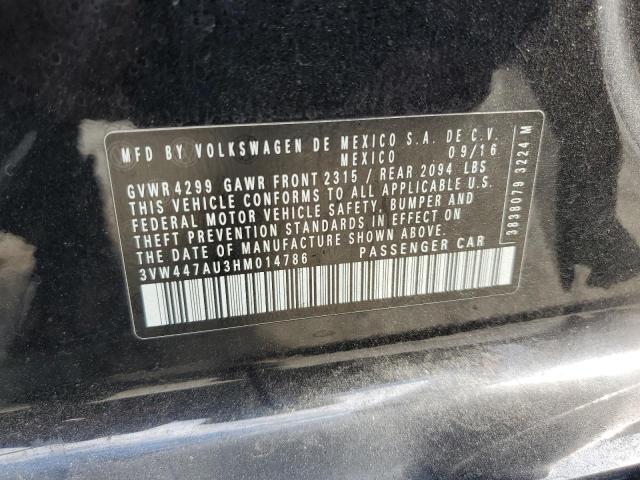 MFD BY VOLKSWAGEN DE MEXICO S.A. DE C.V.
MEXICO 09/16
GVWR 4299 GAWR FRONT 2315 / REAR 2094 LBS
THIS VEHICLE CONFORMS TO ALL APPLICABLE U.S.
FEDERAL MOTOR VEHICLE SAFETY, BUMPER AND
THEFT PREVENTION STANDARDS IN EFFECT ON
THE DATE OF MANUFACTURE SHOWN ABOVE.
3VW447AU3HM014786 PASSENGER CAR
3838079 3224 M